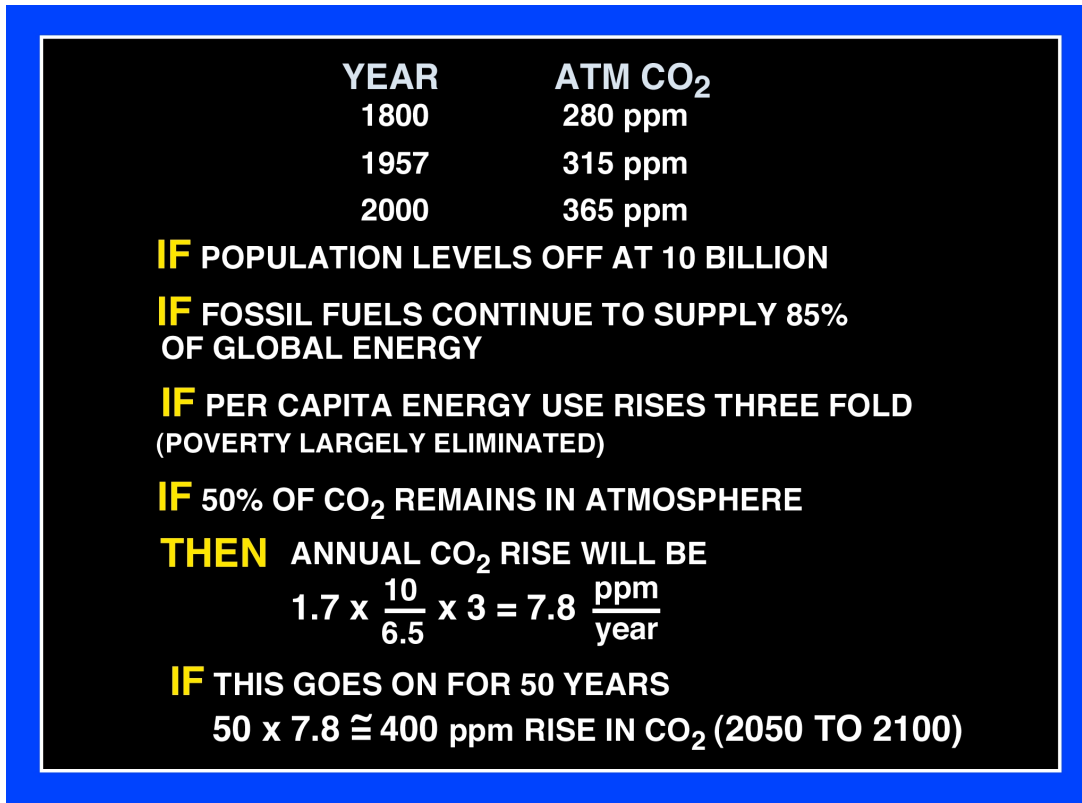 YEAR ATM CO₂
1800 280 ppm
1957 315 ppm
2000 365 ppm
IF POPULATION LEVELS OFF AT 10 BILLION
IF FOSSIL FUELS CONTINUE TO SUPPLY 85%
OF GLOBAL ENERGY
IF PER CAPITA ENERGY USE RISES THREE FOLD
(POVERTY LARGELY ELIMINATED)
IF 50% OF CO₂ REMAINS IN ATMOSPHERE
THEN ANNUAL CO₂ RISE WILL BE
1.7 x 10/6.5 x 3 = 7.8 ppm/year
IF THIS GOES ON FOR 50 YEARS
50 x 7.8 ≅ 400 ppm RISE IN CO₂ (2050 TO 2100)